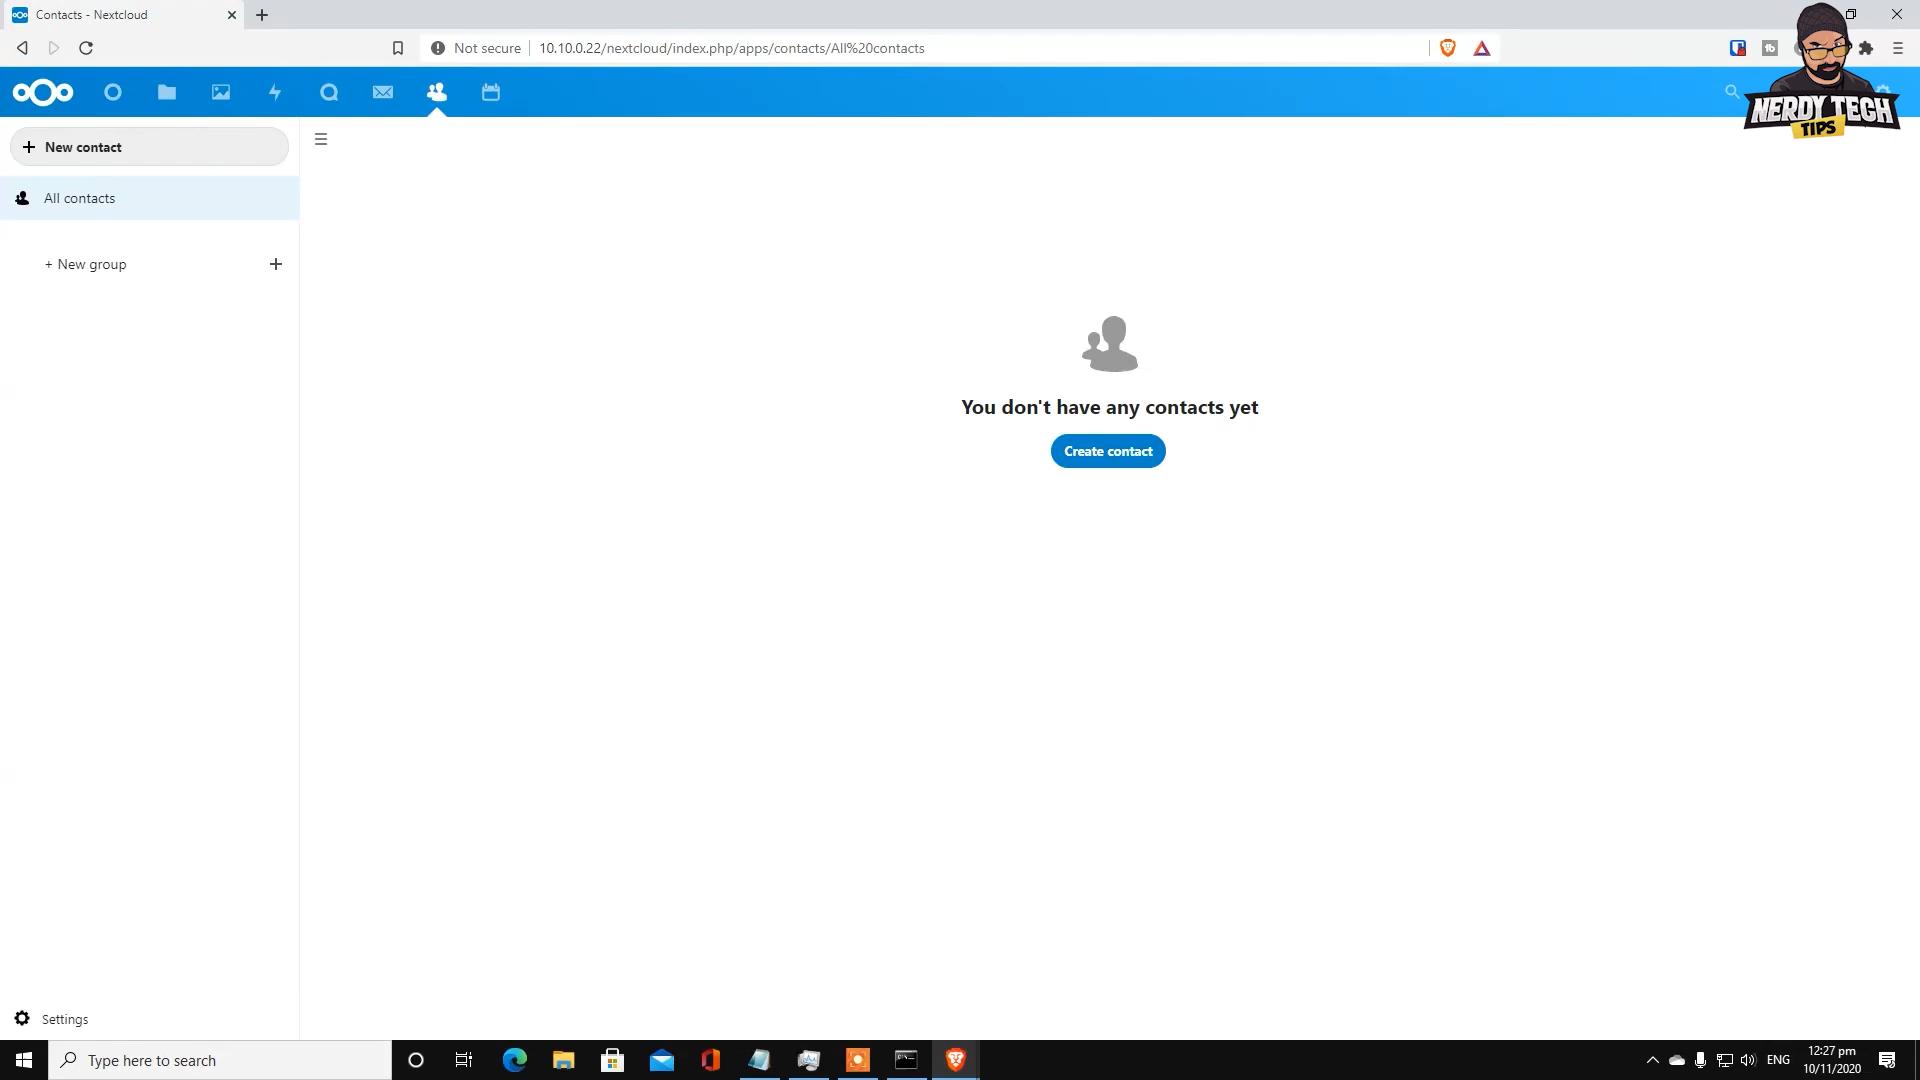 Contacts - Nextcloud
Not secure
10.10.0.22/nextcloud/index.php/apps/contacts/All%20contacts
NERDY TECH
TIPS
+ New contact
All contacts
+ New group
You don't have any contacts yet
Create contact
Settings
Type here to search
ENG
12:27 pm
10/11/2020